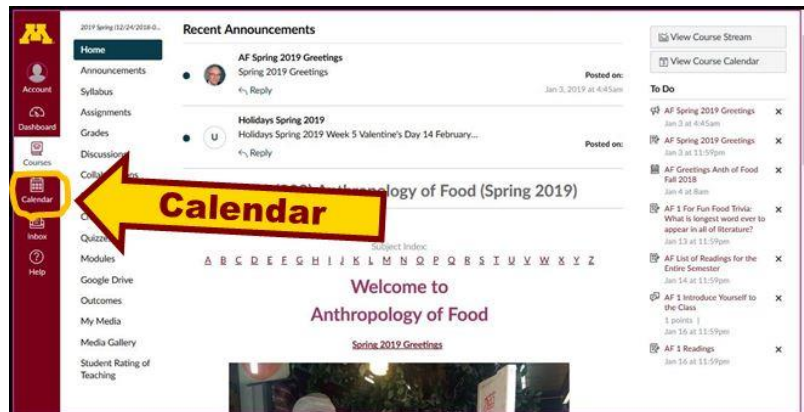 M
Account
Dashboard
Courses
Calendar
Inbox
Help
2019 Spring (12/24/2018-0...
Home
Announcements
Syllabus
Assignments
Grades
Discussions
Quizzes
Modules
Google Drive
Outcomes
My Media
Media Gallery
Student Rating of
Teaching
Calendar
Recent Announcements
AF Spring 2019 Greetings
Spring 2019 Greetings
Reply
Posted on:
Jan 3, 2019 at 4:45am
U
Holidays Spring 2019
Holidays Spring 2019 Week 5 Valentine's Day 14 February...
Reply
Posted on:
Anthropology of Food (Spring 2019)
Subject Index:
A B C D E F G H I J K L M N O P Q R S T U V W X Y Z
Welcome to
Anthropology of Food
Spring 2019 Greetings
View Course Stream
View Course Calendar
To Do
AF Spring 2019 Greetings
Jan 3 at 4:45am
AF Spring 2019 Greetings
Jan 3 at 11:59pm
AF Greetings Anth of Food
Fall 2018
Jan 4 at 8am
AF 1 For Fun Food Trivia:
What is longest word ever to
appear in all of literature?
Jan 13 at 11:59pm
AF List of Readings for the
Entire Semester
Jan 14 at 11:59pm
AF 1 Introduce Yourself to
the Class
1 points |
Jan 16 at 11:59pm
AF 1 Readings
Jan 16 at 11:59pm